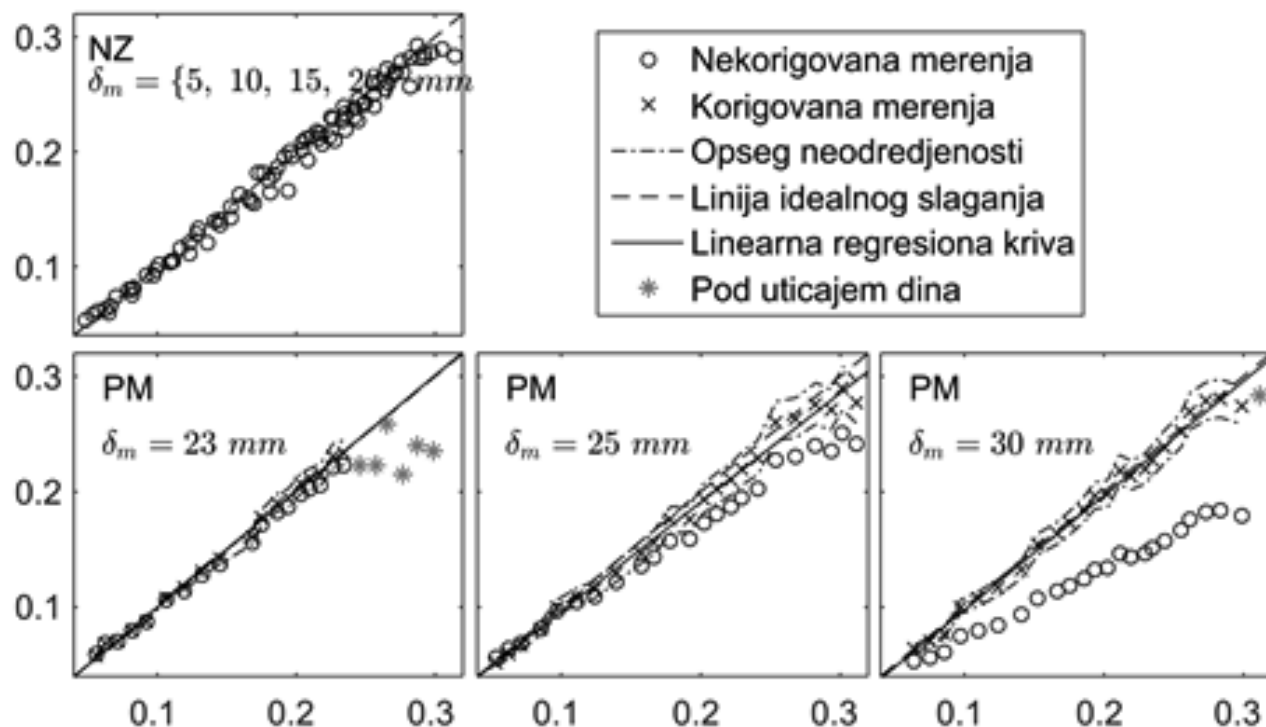 0.3
NZ
δm = {5, 10, 15, 20} mm
0.2
0.1
Nekorigovana merenja
Korigovana merenja
Opseg neodredjenosti
Linija idealnog slaganja
Linearna regresiona kriva
Pod uticajem dina
0.3
PM
δm = 23 mm
0.2
0.1
PM
δm = 25 mm
PM
δm = 30 mm
0.1 0.2 0.3 0.1 0.2 0.3 0.1 0.2 0.3